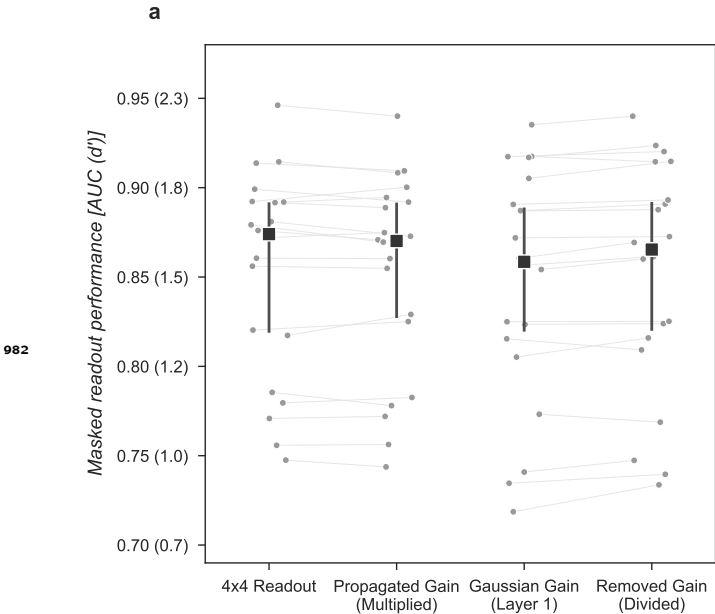 a
0.95 (2.3)
0.90 (1.8)
0.85 (1.5)
0.80 (1.2)
0.75 (1.0)
0.70 (0.7)
Masked readout performance [AUC (d')]
982
4x4 Readout
Propagated Gain
(Multiplied)
Gaussian Gain
(Layer 1)
Removed Gain
(Divided)